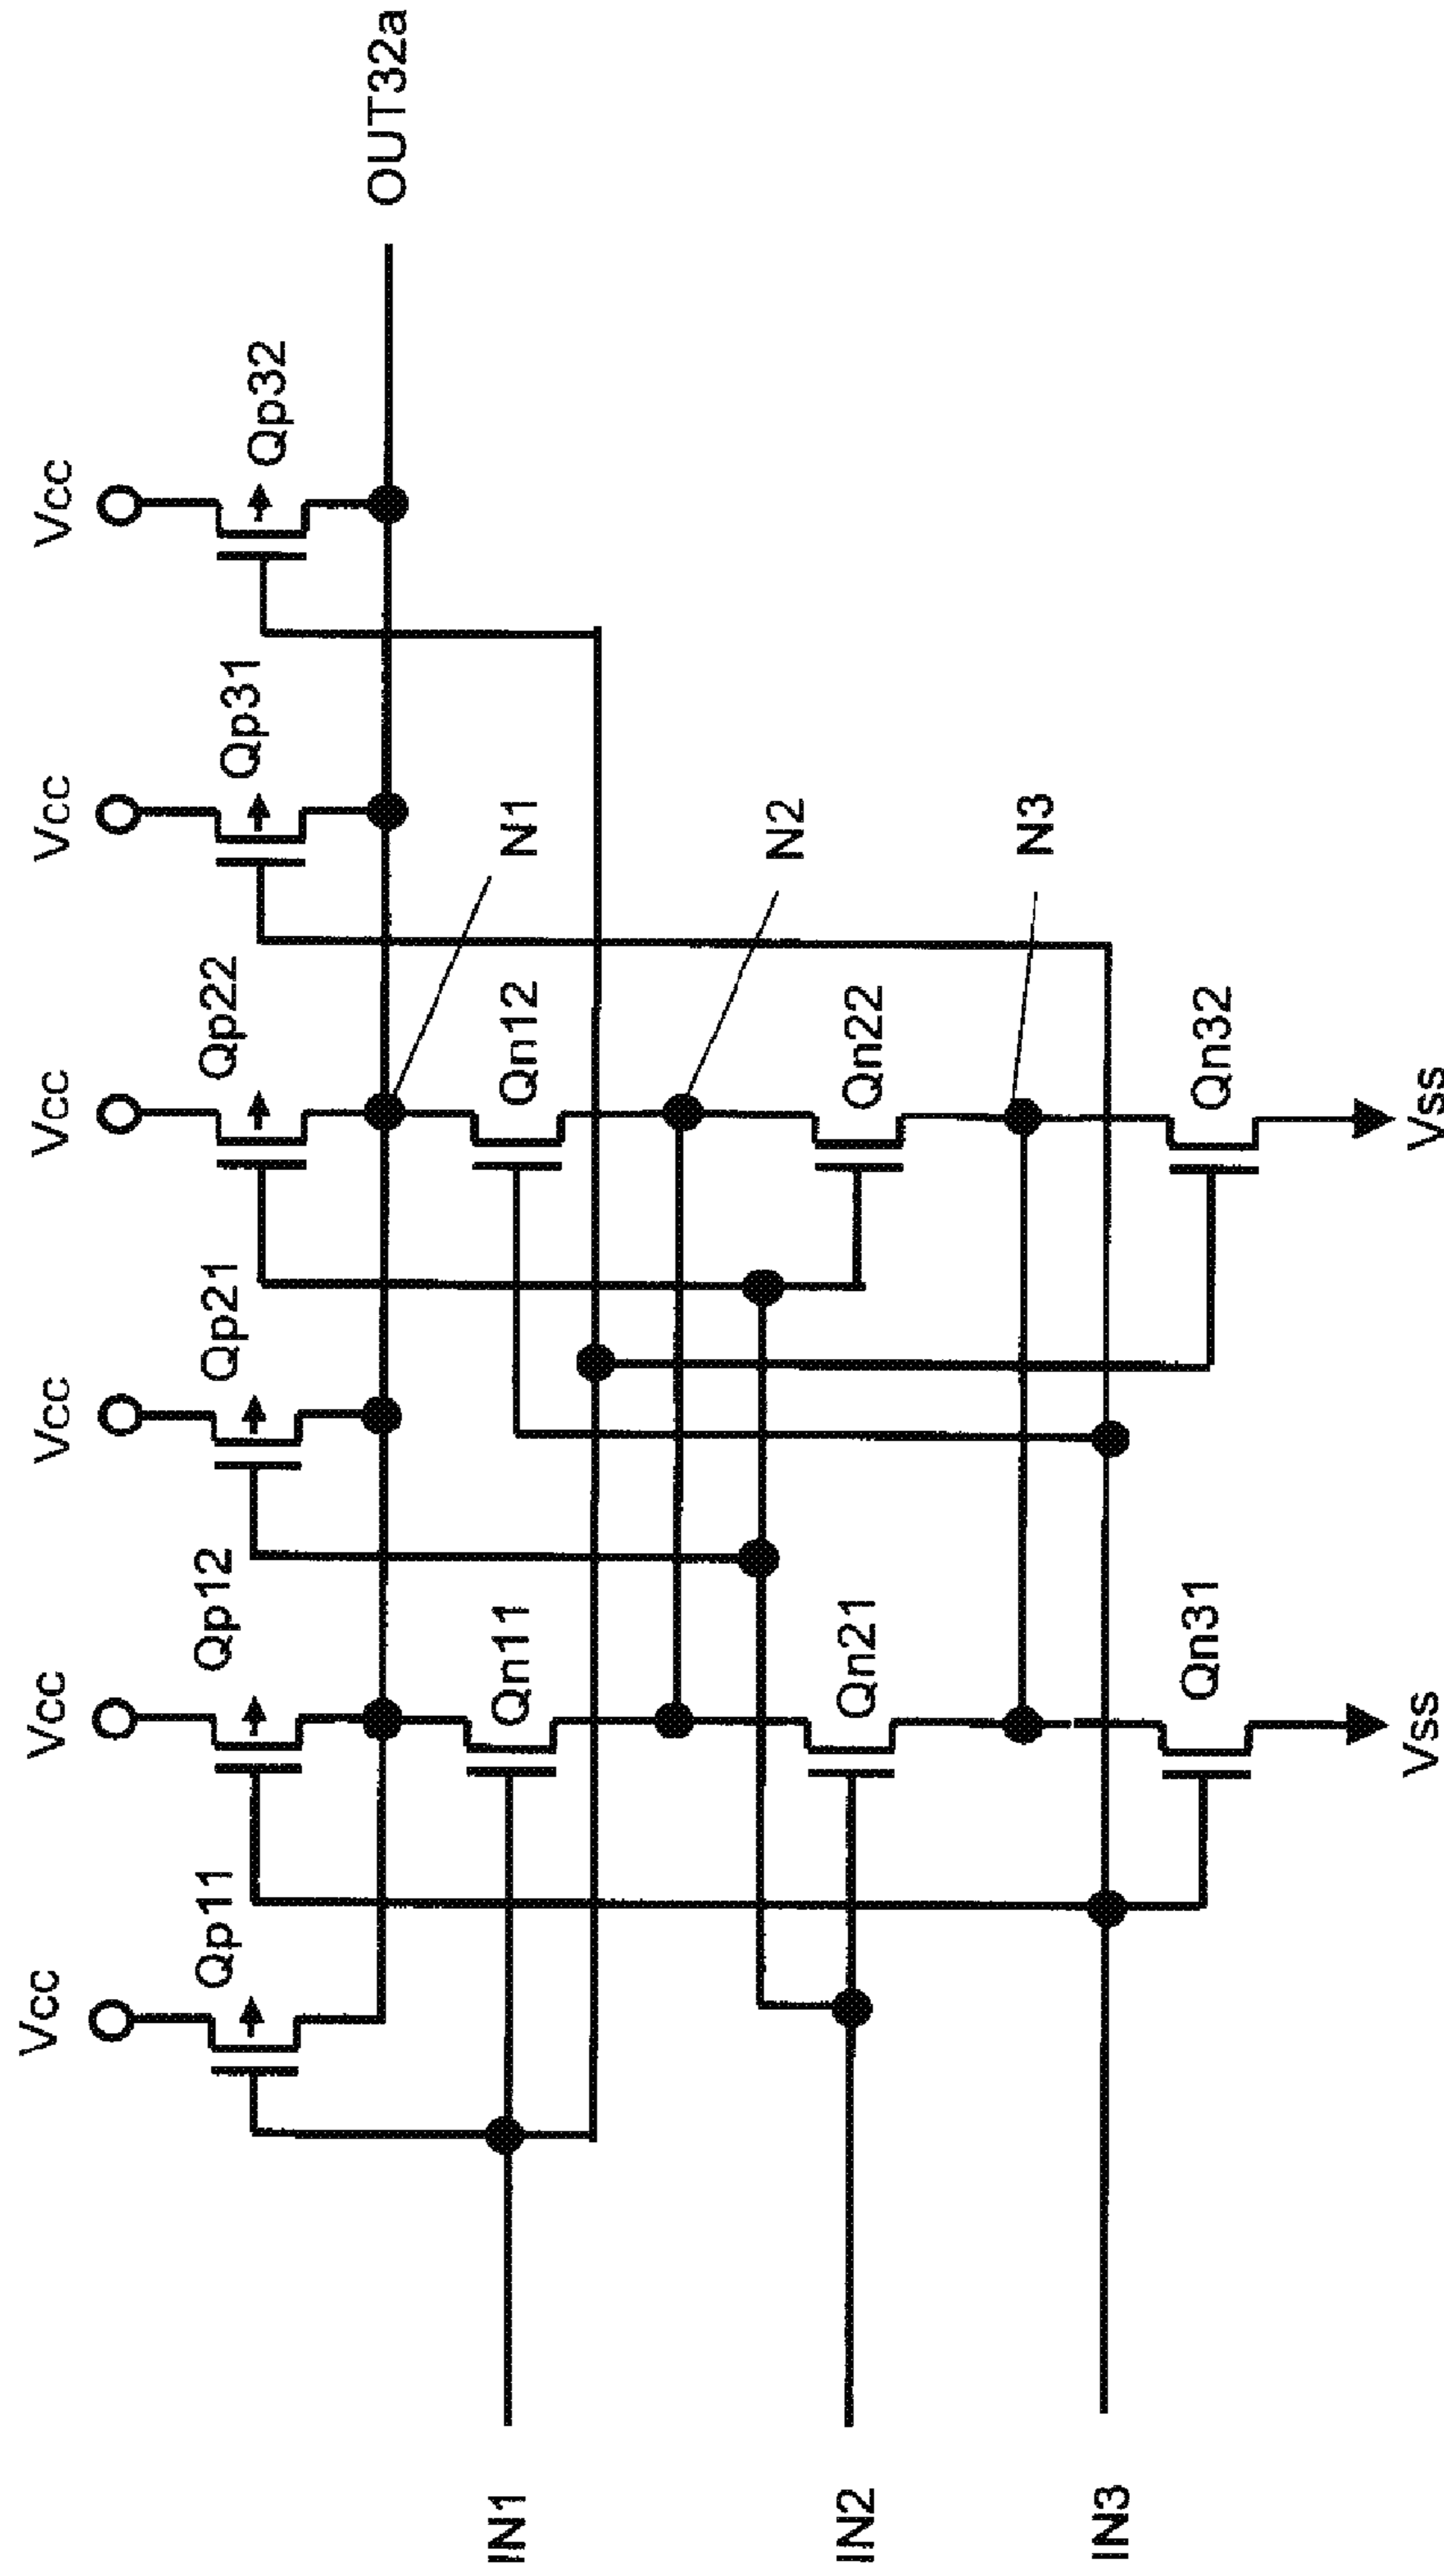 Vcc
Vcc
Vcc
Vcc
Vcc
Vcc
Qp11
Qp12
Qp21
Qp22
Qp31
Qp32
OUT32a
N1
Qn11
Qn12
IN1
N2
Qn21
Qn22
IN2
N3
Qn31
Qn32
IN3
Vss
Vss